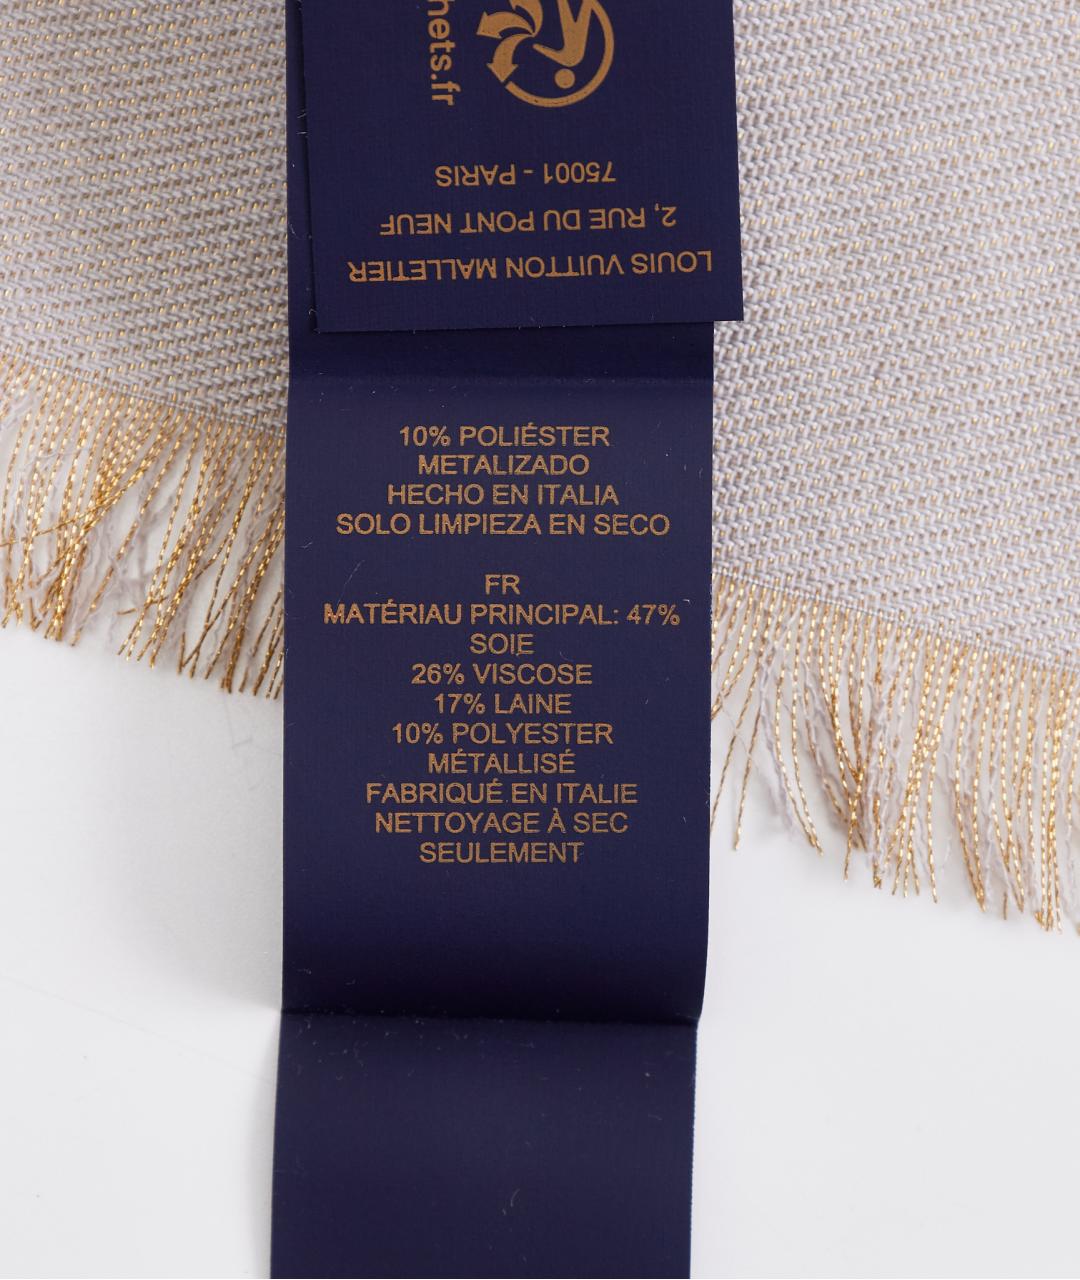 hets.fr
75001 - PARIS
2, RUE DU PONT NEUF
LOUIS VUITTON MALLETIER
10% POLIÉSTER
METALIZADO
HECHO EN ITALIA
SOLO LIMPIEZA EN SECO
FR
MATÉRIAU PRINCIPAL: 47%
SOIE
26% VISCOSE
17% LAINE
10% POLYESTER
MÉTALLISÉ
FABRIQUÉ EN ITALIE
NETTOYAGE À SEC
SEULEMENT